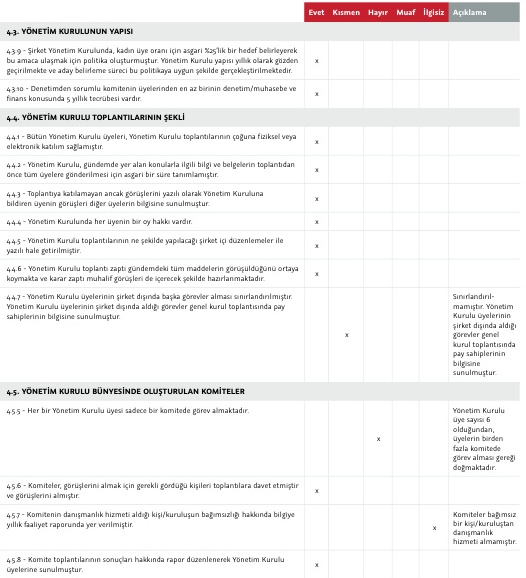 Evet Kısmen Hayır Muaf İlgisiz Açıklama
4.3. YÖNETİM KURULUNUN YAPISI
4.3.9 - Şirket Yönetim Kurulunda, kadın üye oranı için asgari %25'lik bir hedef belirleyerek
bu amaca ulaşmak için politika oluşturmuştur. Yönetim Kurulu yapısı yıllık olarak gözden
geçirilmekte ve aday belirleme süreci bu politikaya uygun şekilde gerçekleştirilmektedir.
x
4.3.10 - Denetimden sorumlu komitenin üyelerinden en az birinin denetim/muhasebe ve
finans konusunda 5 yıllık tecrübesi vardır.
x
4.4. YÖNETİM KURULU TOPLANTILARININ ŞEKLİ
4.4.1 - Bütün Yönetim Kurulu üyeleri, Yönetim Kurulu toplantılarının çoğuna fiziksel veya
elektronik katılım sağlamıştır.
x
4.4.2 - Yönetim Kurulu, gündemde yer alan konularla ilgili bilgi ve belgelerin toplantıdan
önce tüm üyelere gönderilmesi için asgari bir süre tanımlamıştır.
x
4.4.3 - Toplantıya katılamayan ancak görüşlerini yazılı olarak Yönetim Kuruluna
bildiren üyenin görüşleri diğer üyelerin bilgisine sunulmuştur.
x
4.4.4 - Yönetim Kurulunda her üyenin bir oy hakkı vardır.
x
4.4.5 - Yönetim Kurulu toplantılarının ne şekilde yapılacağı şirket içi düzenlemeler ile
yazılı hale getirilmiştir.
x
4.4.6 - Yönetim Kurulu toplantı zaptı gündemdeki tüm maddelerin görüşüldüğünü ortaya
koymakta ve karar zaptı muhalif görüşleri de içerecek şekilde hazırlanmaktadır.
x
4.4.7 - Yönetim Kurulu üyelerinin şirket dışında başka görevler alması sınırlandırılmıştır.
Yönetim Kurulu üyelerinin şirket dışında aldığı görevler genel kurul toplantısında pay
sahiplerinin bilgisine sunulmuştur.
x
Sınırlandırıl-
mamıştır. Yönetim
Kurulu üyelerinin
şirket dışında aldığı
görevler genel
kurul toplantısında
pay sahiplerinin
bilgisine
sunulmuştur.
4.5. YÖNETİM KURULU BÜNYESİNDE OLUŞTURULAN KOMİTELER
4.5.5 - Her bir Yönetim Kurulu üyesi sadece bir komitede görev almaktadır.
x
Yönetim Kurulu
üye sayısı 6
olduğundan,
üyelerin birden
fazla komitede
görev alması gereği
doğmaktadır.
4.5.6 - Komiteler, görüşlerini almak için gerekli gördüğü kişileri toplantılara davet etmiştir
ve görüşlerini almıştır.
x
4.5.7 - Komitenin danışmanlık hizmeti aldığı kişi/kuruluşun bağımsızlığı hakkında bilgiye
yıllık faaliyet raporunda yer verilmiştir.
x
Komiteler bağımsız
bir kişi/kuruluştan
danışmanlık
hizmeti almamıştır.
4.5.8 - Komite toplantılarının sonuçları hakkında rapor düzenlenerek Yönetim Kurulu
üyelerine sunulmuştur.
x